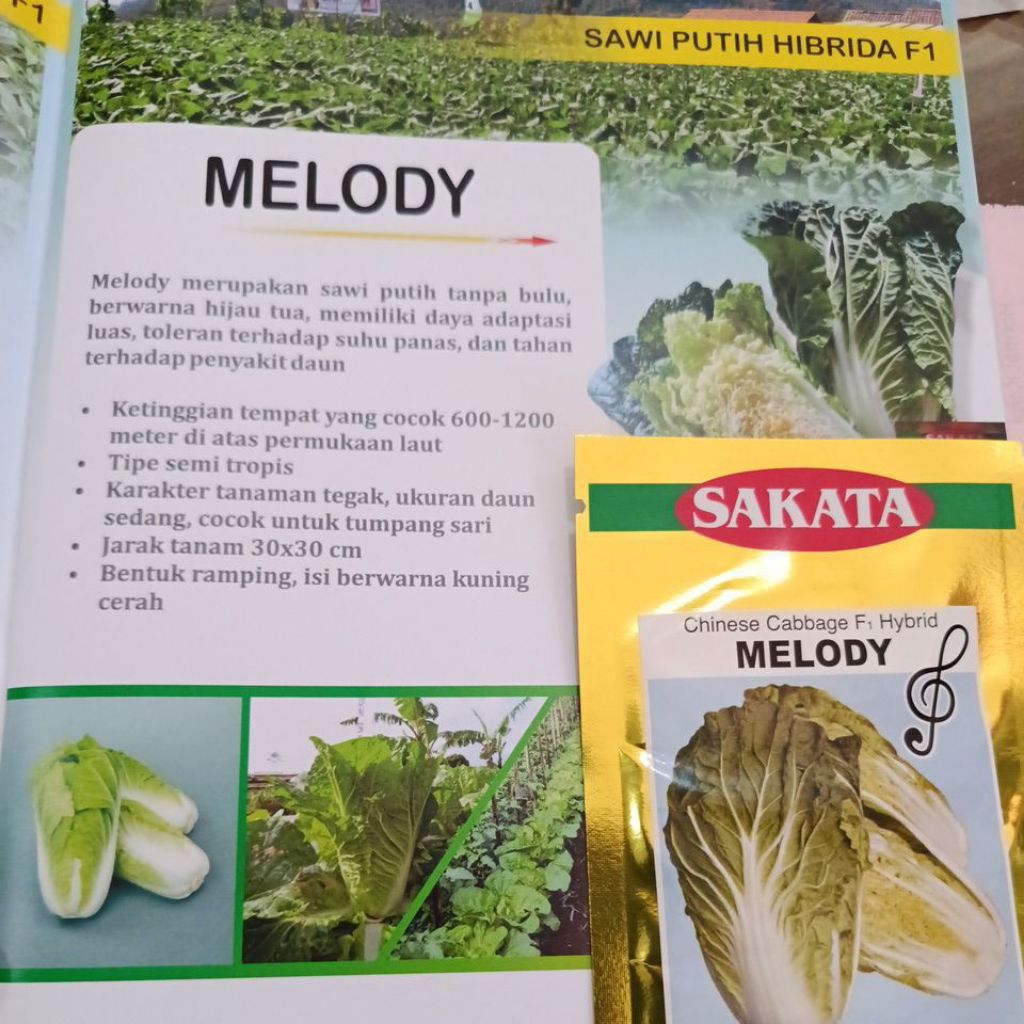 F1
SAWI PUTIH HIBRIDA F1
MELODY
Melody merupakan sawi putih tanpa bulu,
berwarna hijau tua, memiliki daya adaptasi
luas, toleran terhadap suhu panas, dan tahan
terhadap penyakit daun
• Ketinggian tempat yang cocok 600-1200
meter di atas permukaan laut
• Tipe semi tropis
• Karakter tanaman tegak, ukuran daun
sedang, cocok untuk tumpang sari
• Jarak tanam 30x30 cm
• Bentuk ramping, isi berwarna kuning
cerah
SAKATA
Chinese Cabbage F1 Hybrid
MELODY